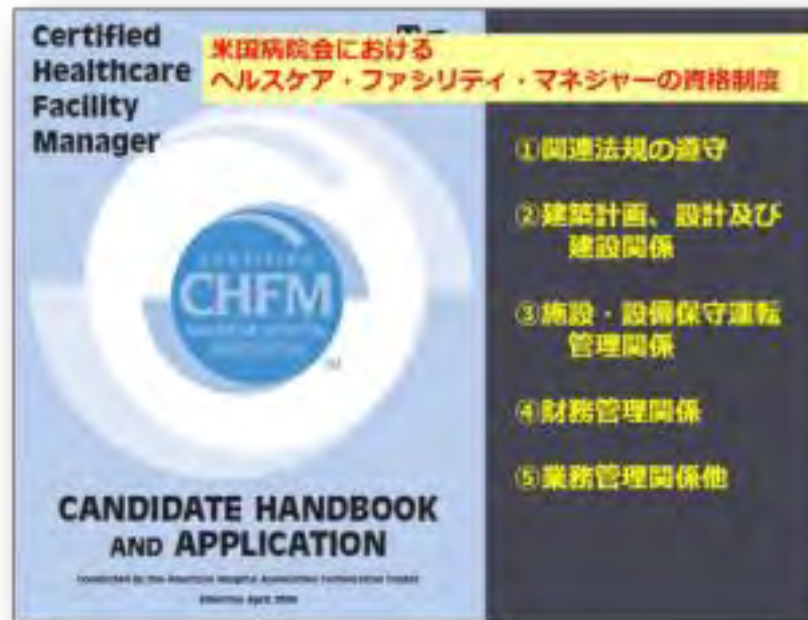 Certified
Healthcare
Facility
Manager
米国病院会における
ヘルスケア・ファシリティ・マネジャーの資格制度
CHFM
CANDIDATE HANDBOOK
AND APPLICATION
①関連法規の遵守
②建築計画、設計及び
建設関係
③施設・設備保守運転
管理関係
④財務管理関係
⑤業務管理関係他